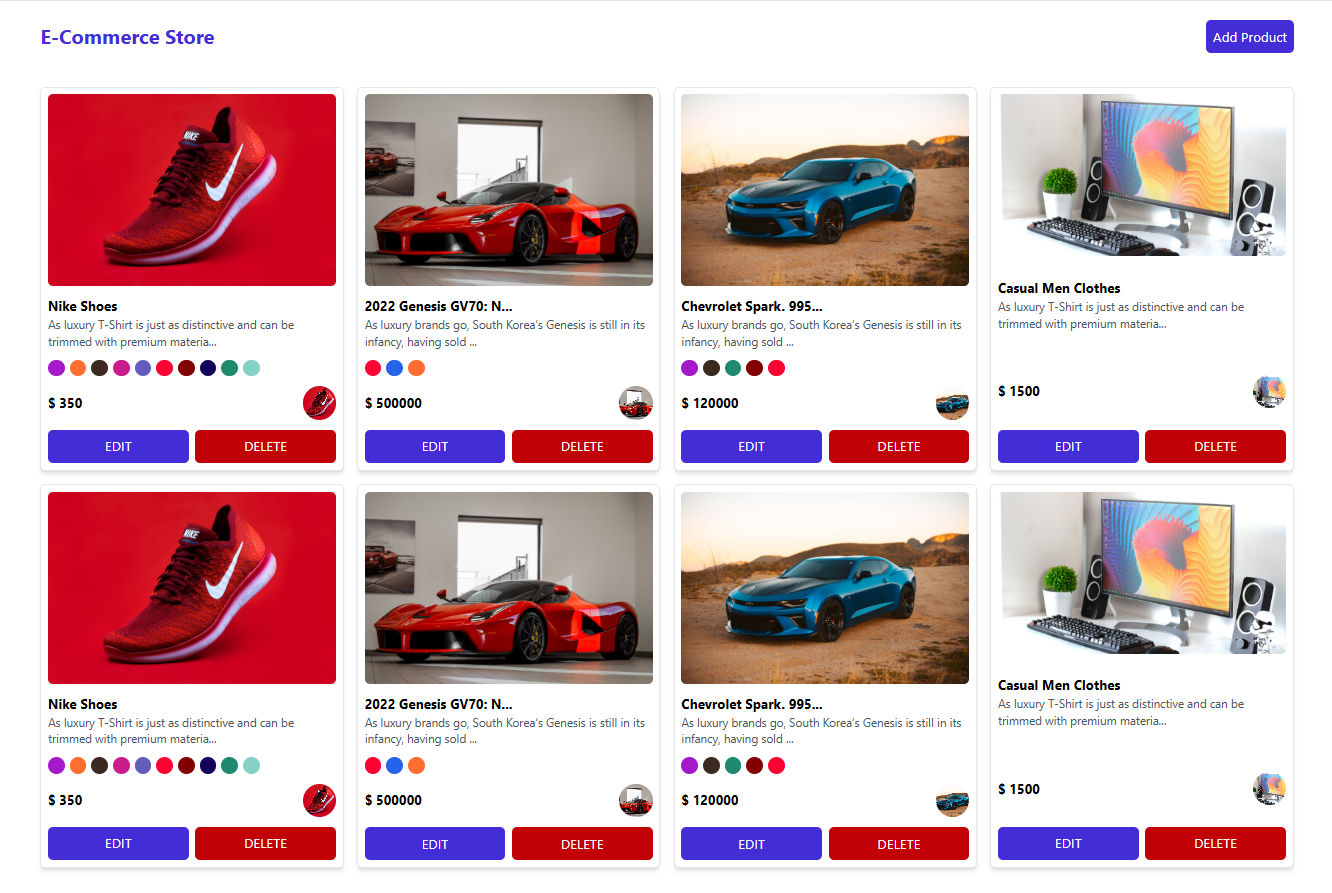 E-Commerce Store
Add Product
NIKE
Nike Shoes
As luxury T-Shirt is just as distinctive and can be
trimmed with premium materia...
$ 350
EDIT
DELETE
2022 Genesis GV70: N...
As luxury brands go, South Korea's Genesis is still in its
infancy, having sold ...
$ 500000
EDIT
DELETE
Chevrolet Spark. 995...
As luxury brands go, South Korea's Genesis is still in its
infancy, having sold ...
$ 120000
EDIT
DELETE
Casual Men Clothes
As luxury T-Shirt is just as distinctive and can be
trimmed with premium materia...
$ 1500
EDIT
DELETE
NIKE
Nike Shoes
As luxury T-Shirt is just as distinctive and can be
trimmed with premium materia...
$ 350
EDIT
DELETE
2022 Genesis GV70: N...
As luxury brands go, South Korea's Genesis is still in its
infancy, having sold ...
$ 500000
EDIT
DELETE
Chevrolet Spark. 995...
As luxury brands go, South Korea's Genesis is still in its
infancy, having sold ...
$ 120000
EDIT
DELETE
Casual Men Clothes
As luxury T-Shirt is just as distinctive and can be
trimmed with premium materia...
$ 1500
EDIT
DELETE